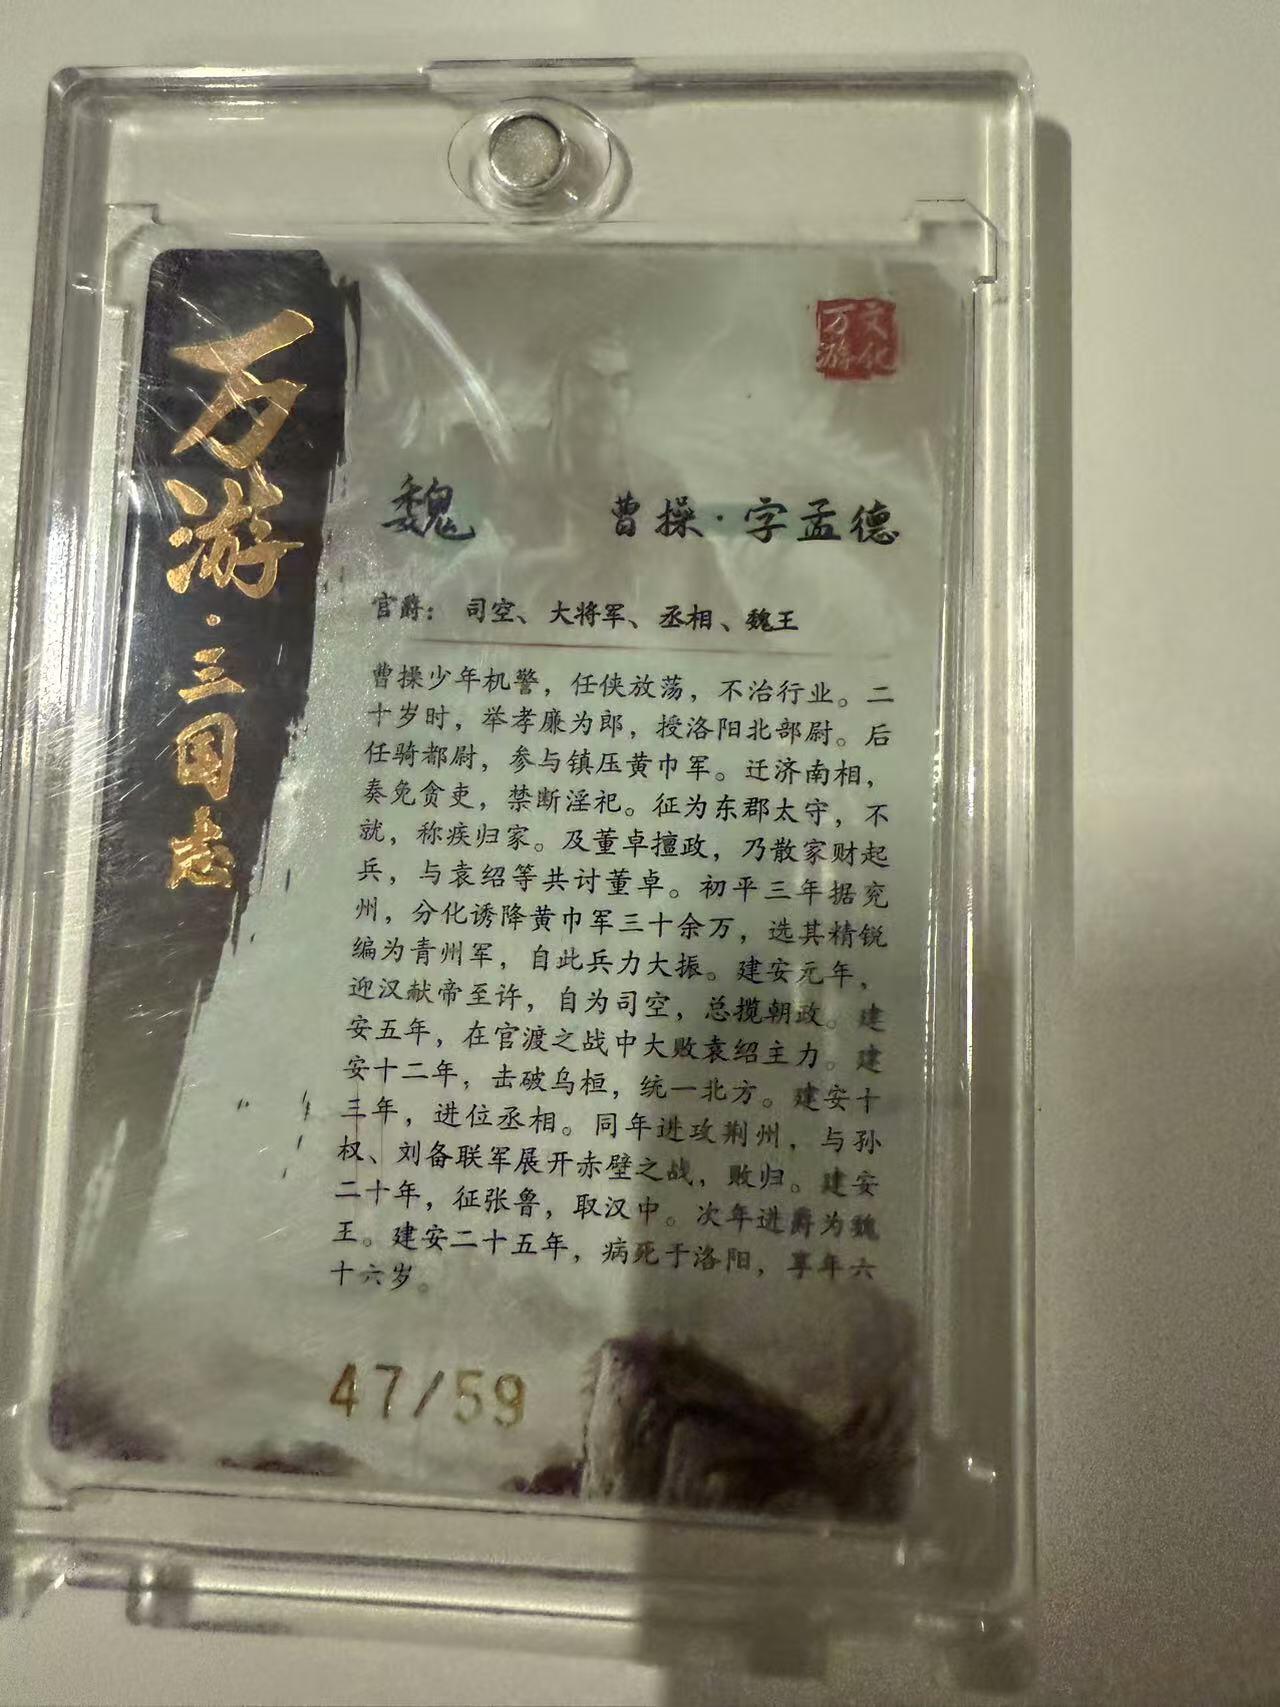 万游·三国志
万游
文化
魏 曹操·字孟德
官爵：司空、大将军、丞相、魏王
曹操少年机警，任侠放荡，不治行业。二
十岁时，举孝廉为郎，授洛阳北部尉。后
任骑都尉，参与镇压黄巾军。迁济南相，
奏免贪吏，禁断淫祀。征为东郡太守，不
就，称疾归家。及董卓擅政，乃散家财起
兵，与袁绍等共讨董卓。初平三年据兖
州，分化诱降黄巾军三十余万，选其精锐
编为青州军，自此兵力大振。建安元年，
迎汉献帝至许，自为司空，总揽朝政。建
安五年，在官渡之战中大败袁绍主力。建
安十二年，击破乌桓，统一北方。建安十
三年，进位丞相。同年进攻荆州，与孙
权、刘备联军展开赤壁之战，败归。建安
二十年，征张鲁，取汉中。次年进爵为魏
王。建安二十五年，病死于洛阳，享年六
十六岁。
47/59